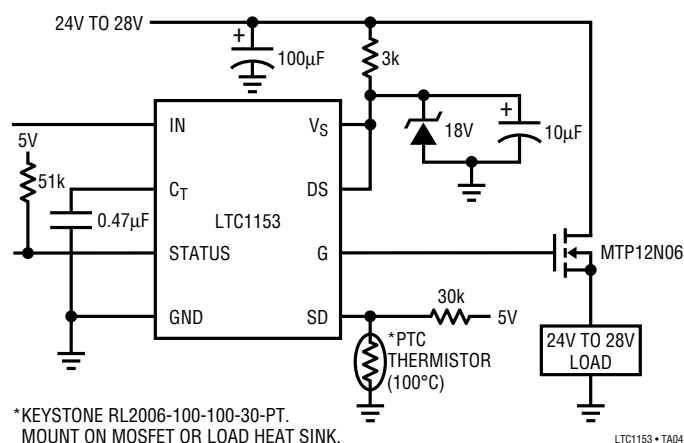 24V TO 28V
+
100µF
3k
IN
VS
+
18V
10µF
5V
51k
CT
DS
0.47µF
LTC1153
STATUS
G
MTP12N06
30k
GND
SD
5V
*PTC
THERMISTOR
(100°C)
24V TO 28V
LOAD
*KEYSTONE RL2006-100-100-30-PT.
MOUNT ON MOSFET OR LOAD HEAT SINK.
LTC1153 • TA04